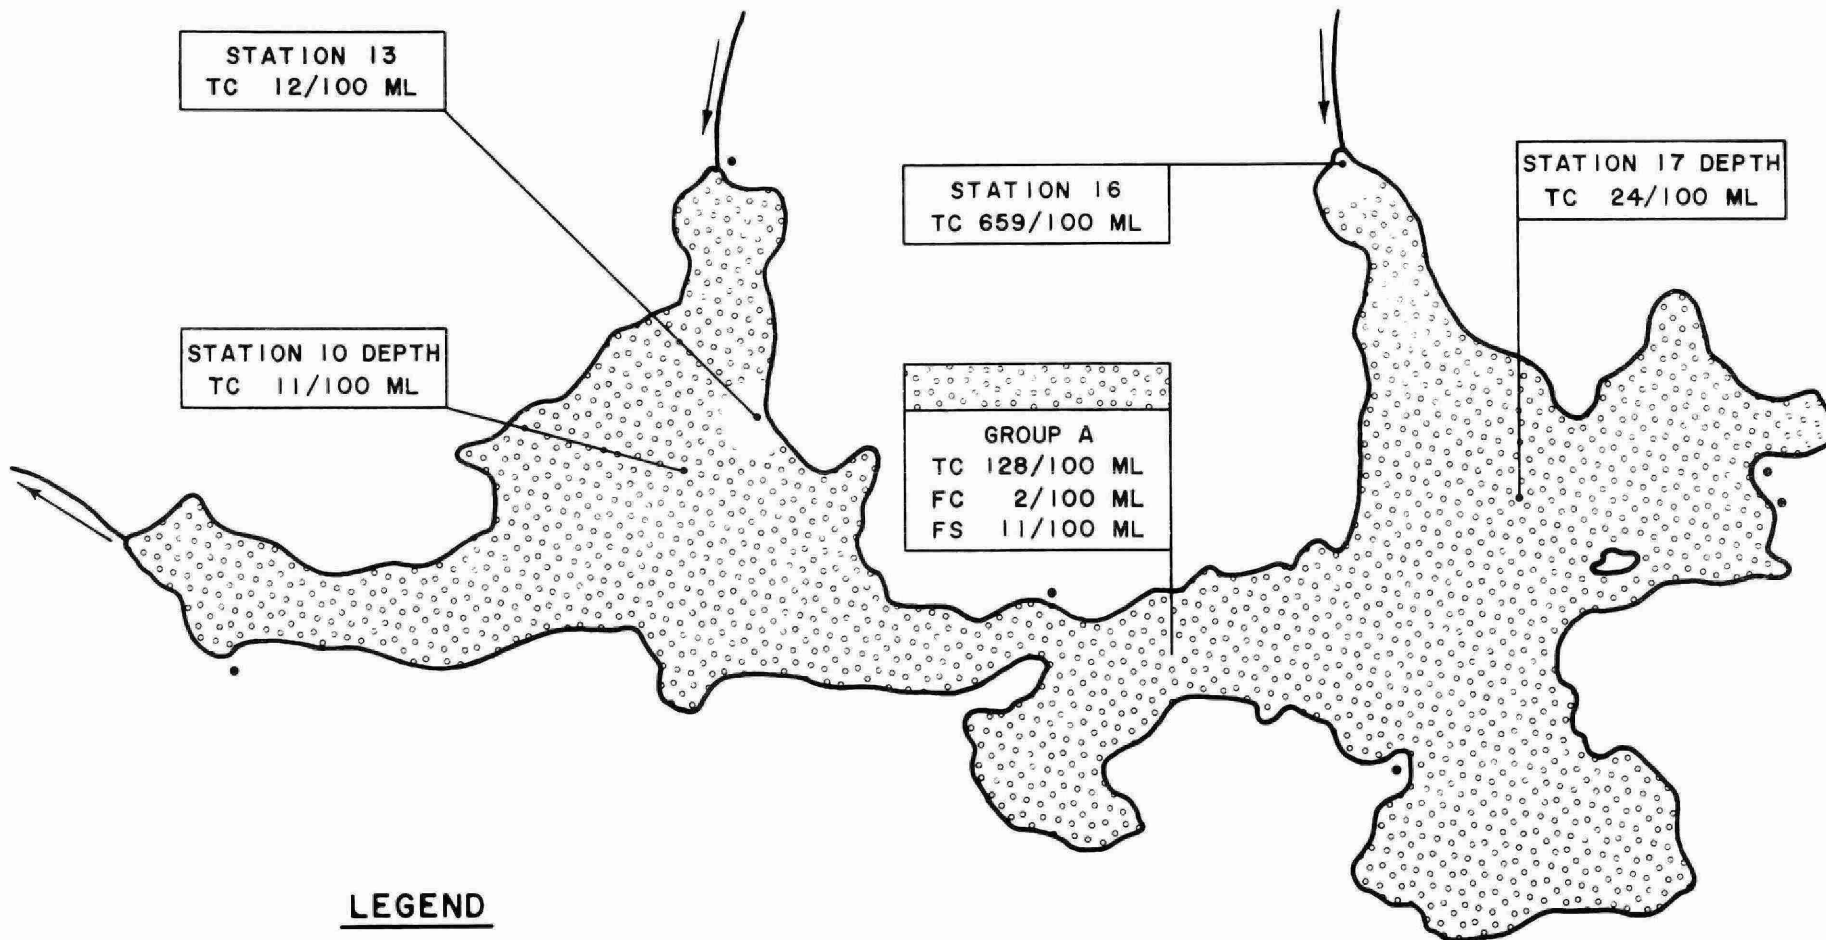 STATION 13
TC 12/100 ML
STATION 16
TC 659/100 ML
STATION 17 DEPTH
TC 24/100 ML
STATION 10 DEPTH
TC 11/100 ML
GROUP A
TC 128/100 ML
FC 2/100 ML
FS 11/100 ML
LEGEND